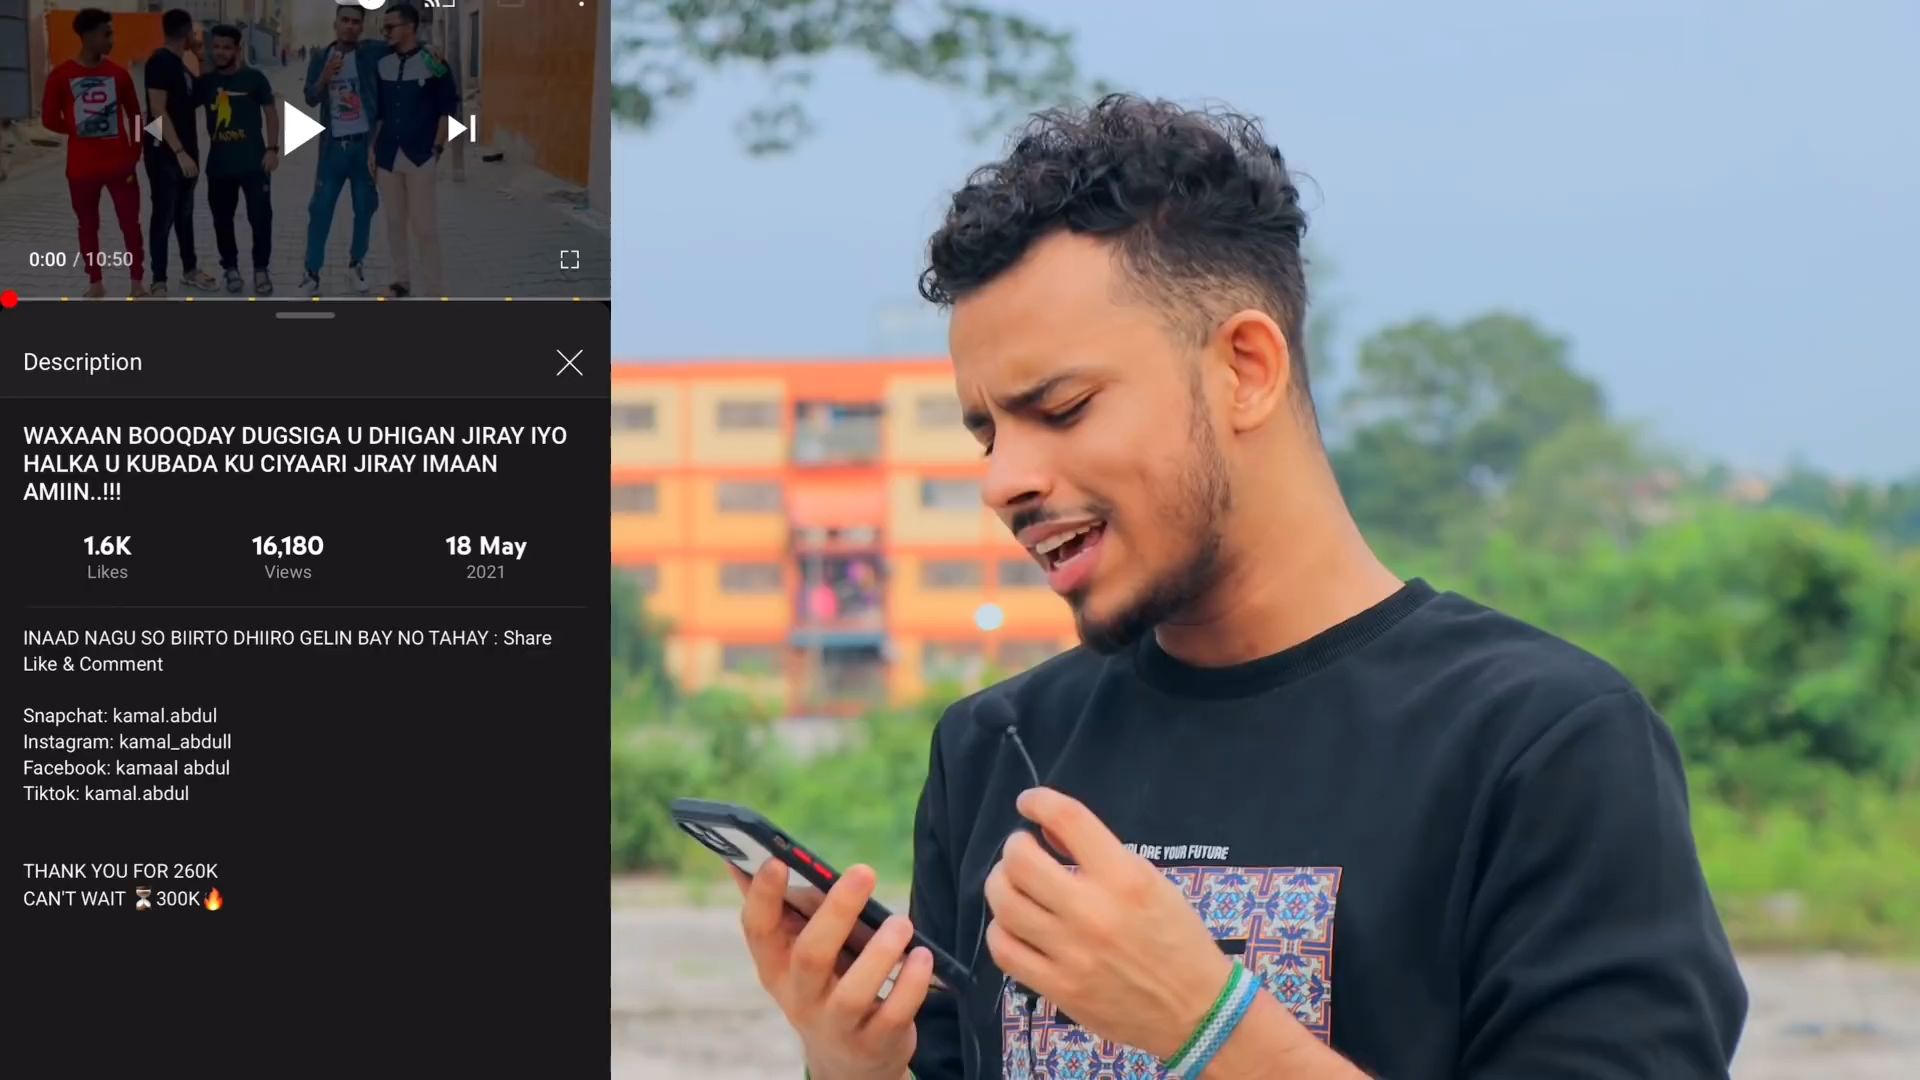 0:00 / 10:50
Description
WAXAAN BOOQDAY DUGSIGA U DHIGAN JIRAY IYO
HALKA U KUBADA KU CIYAARI JIRAY IMAAN
AMIIN..!!!
1.6K 16,180 18 May
Likes Views 2021
INAAD NAGU SO BIIRTO DHIIRO GELIN BAY NO TAHAY : Share
Like & Comment
Snapchat: kamal.abdul
Instagram: kamal_abdull
Facebook: kamaal abdul
Tiktok: kamal.abdul
THANK YOU FOR 260K
CAN'T WAIT ⏳300K🔥
YOUR FUTURE